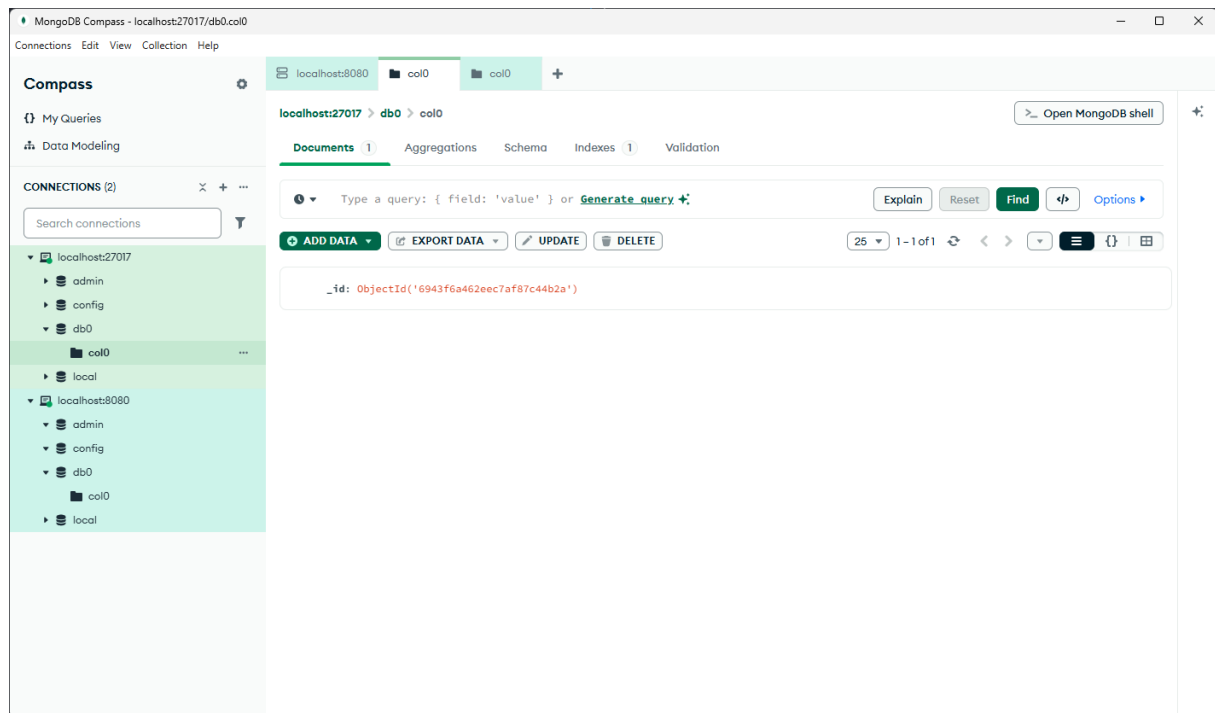 MongoDB Compass - localhost:27017/db0.col0
Connections Edit View Collection Help
Compass
{} My Queries
Data Modeling
CONNECTIONS (2)
Search connections
localhost:27017
admin
config
db0
col0
local
localhost:8080
admin
config
db0
col0
local
localhost:8080 col0 col0
localhost:27017 > db0 > col0
>_ Open MongoDB shell
Documents 1 Aggregations Schema Indexes 1 Validation
Type a query: { field: 'value' } or Generate query
Explain Reset Find </> Options
ADD DATA EXPORT DATA UPDATE DELETE
25 1 – 1 of 1 {}
_id: ObjectId('6943f6a462eec7af87c44b2a')